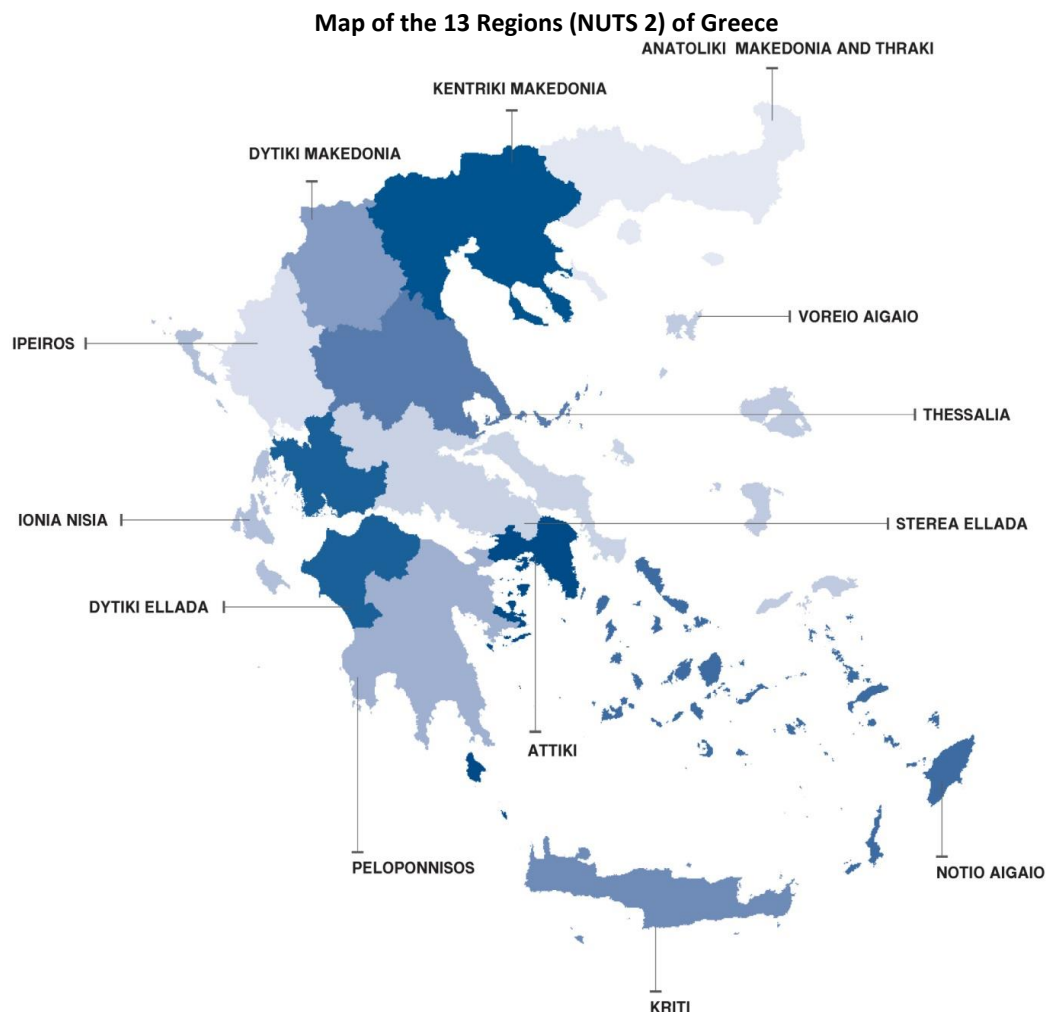 Map of the 13 Regions (NUTS 2) of Greece
ANATOLIKI MAKEDONIA AND THRAKI
KENTRIKI MAKEDONIA
DYTIKI MAKEDONIA
VOREIO AIGAIO
IPEIROS
THESSALIA
IONIA NISIA
STEREA ELLADA
DYTIKI ELLADA
ATTIKI
PELOPONNISOS
NOTIO AIGAIO
KRITI